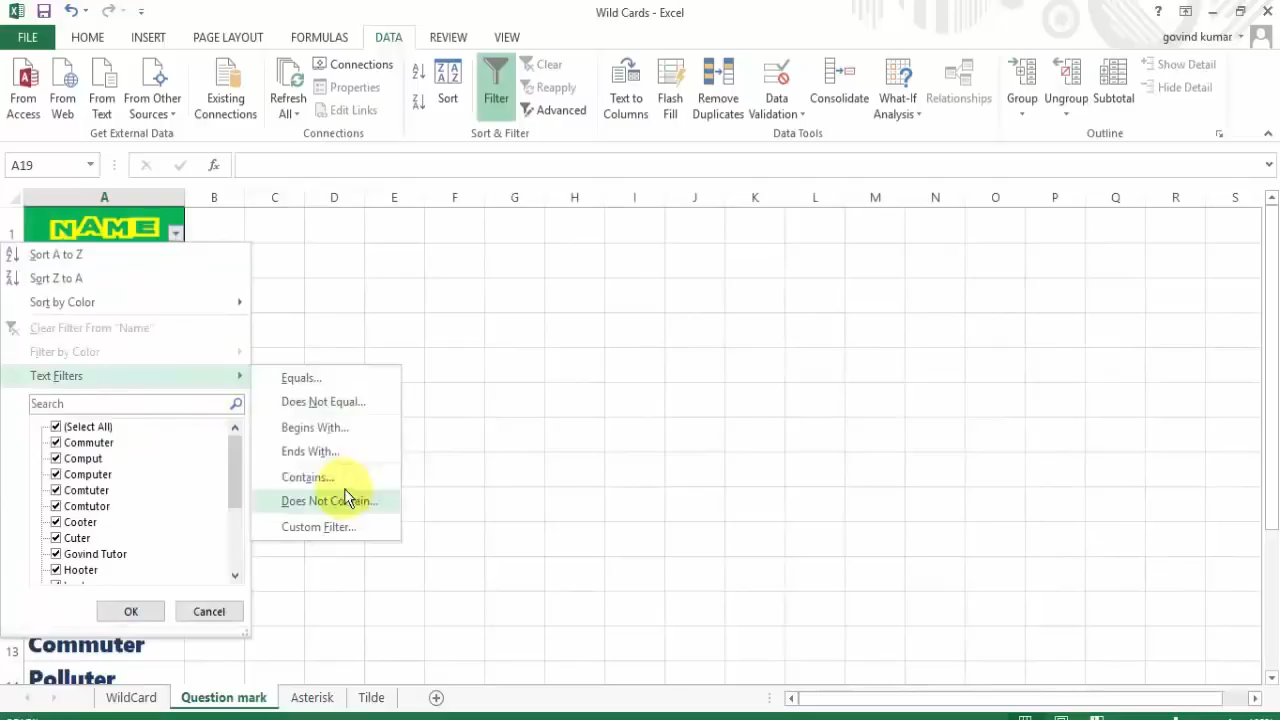 Wild Cards - Excel
govind kumar
FILE HOME INSERT PAGE LAYOUT FORMULAS DATA REVIEW VIEW
From Access
From Web
From Text
From Other Sources
Existing Connections
Get External Data
Refresh All
Connections
Properties
Edit Links
Connections
Sort
Filter
Clear
Reapply
Advanced
Sort & Filter
Text to Columns
Flash Fill
Remove Duplicates
Data Validation
Consolidate
What-If Analysis
Relationships
Data Tools
Group
Ungroup
Subtotal
Show Detail
Hide Detail
Outline
A19
fx
A B C D E F G H I J K L M N O P Q R S
1 NAME
Sort A to Z
Sort Z to A
Sort by Color
Clear Filter From "Name"
Filter by Color
Text Filters
Search
(Select All)
Commuter
Comput
Computer
Comtuter
Comtutor
Cooter
Cuter
Govind Tutor
Hooter
OK Cancel
Equals...
Does Not Equal...
Begins With...
Ends With...
Contains...
Does Not Contain...
Custom Filter...
13 Commuter
Polluter
WildCard Question mark Asterisk Tilde